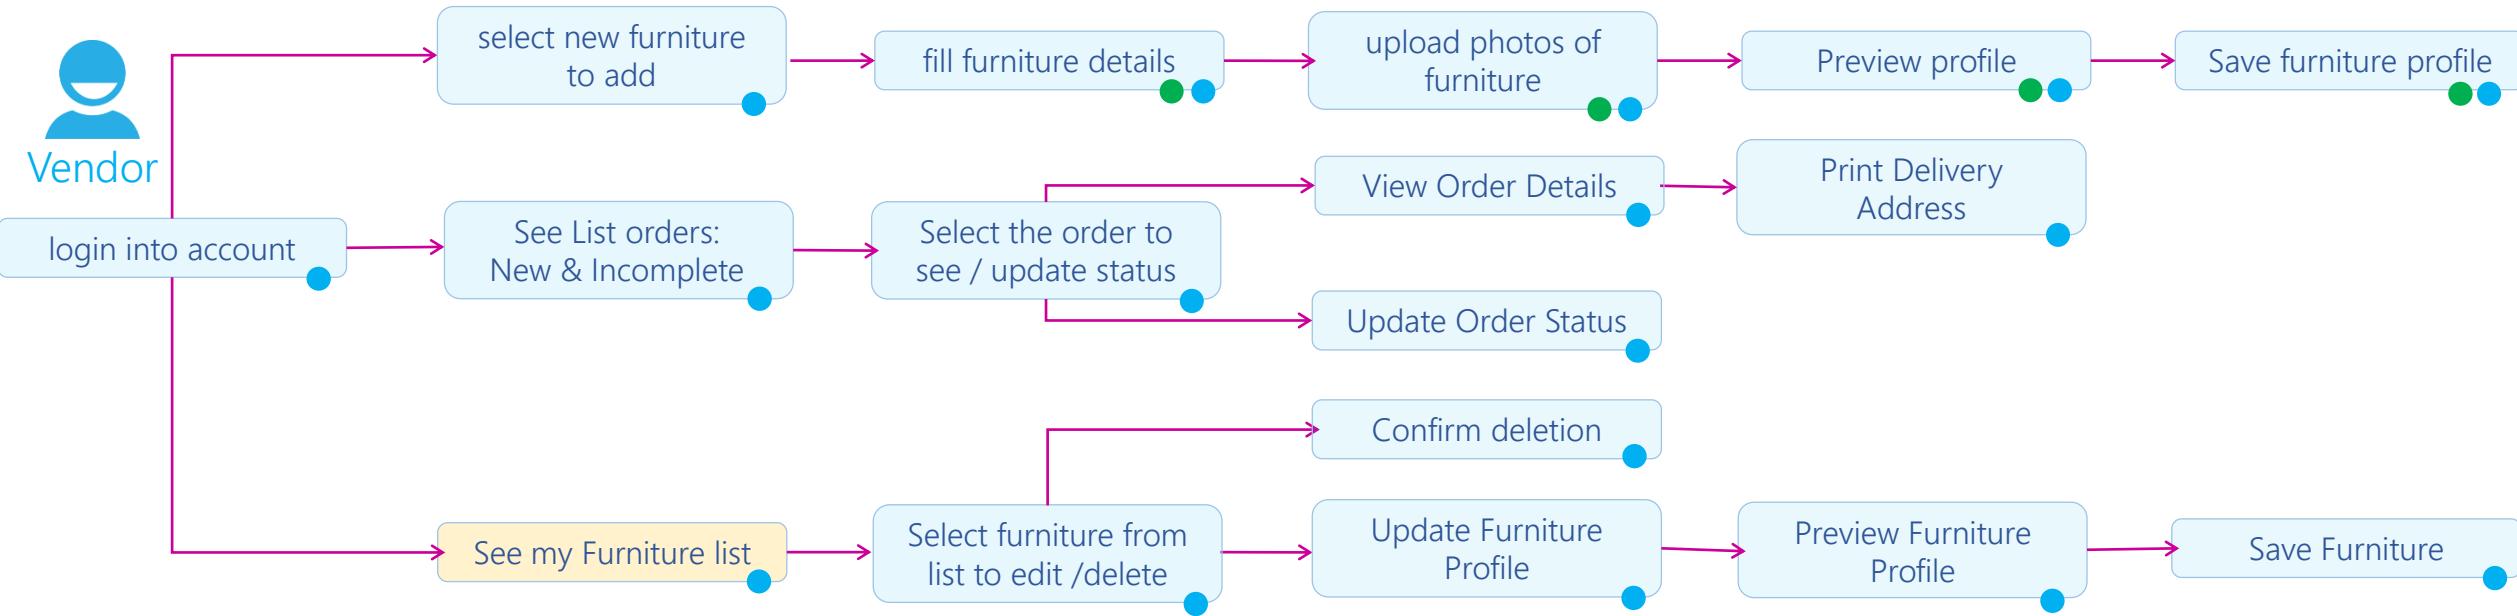 select new furniture
to add
fill furniture details
upload photos of
furniture
Preview profile
Save furniture profile
Vendor
login into account
See List orders:
New & Incomplete
Select the order to
see / update status
View Order Details
Print Delivery
Address
Update Order Status
Confirm deletion
See my Furniture list
Select furniture from
list to edit /delete
Update Furniture
Profile
Preview Furniture
Profile
Save Furniture